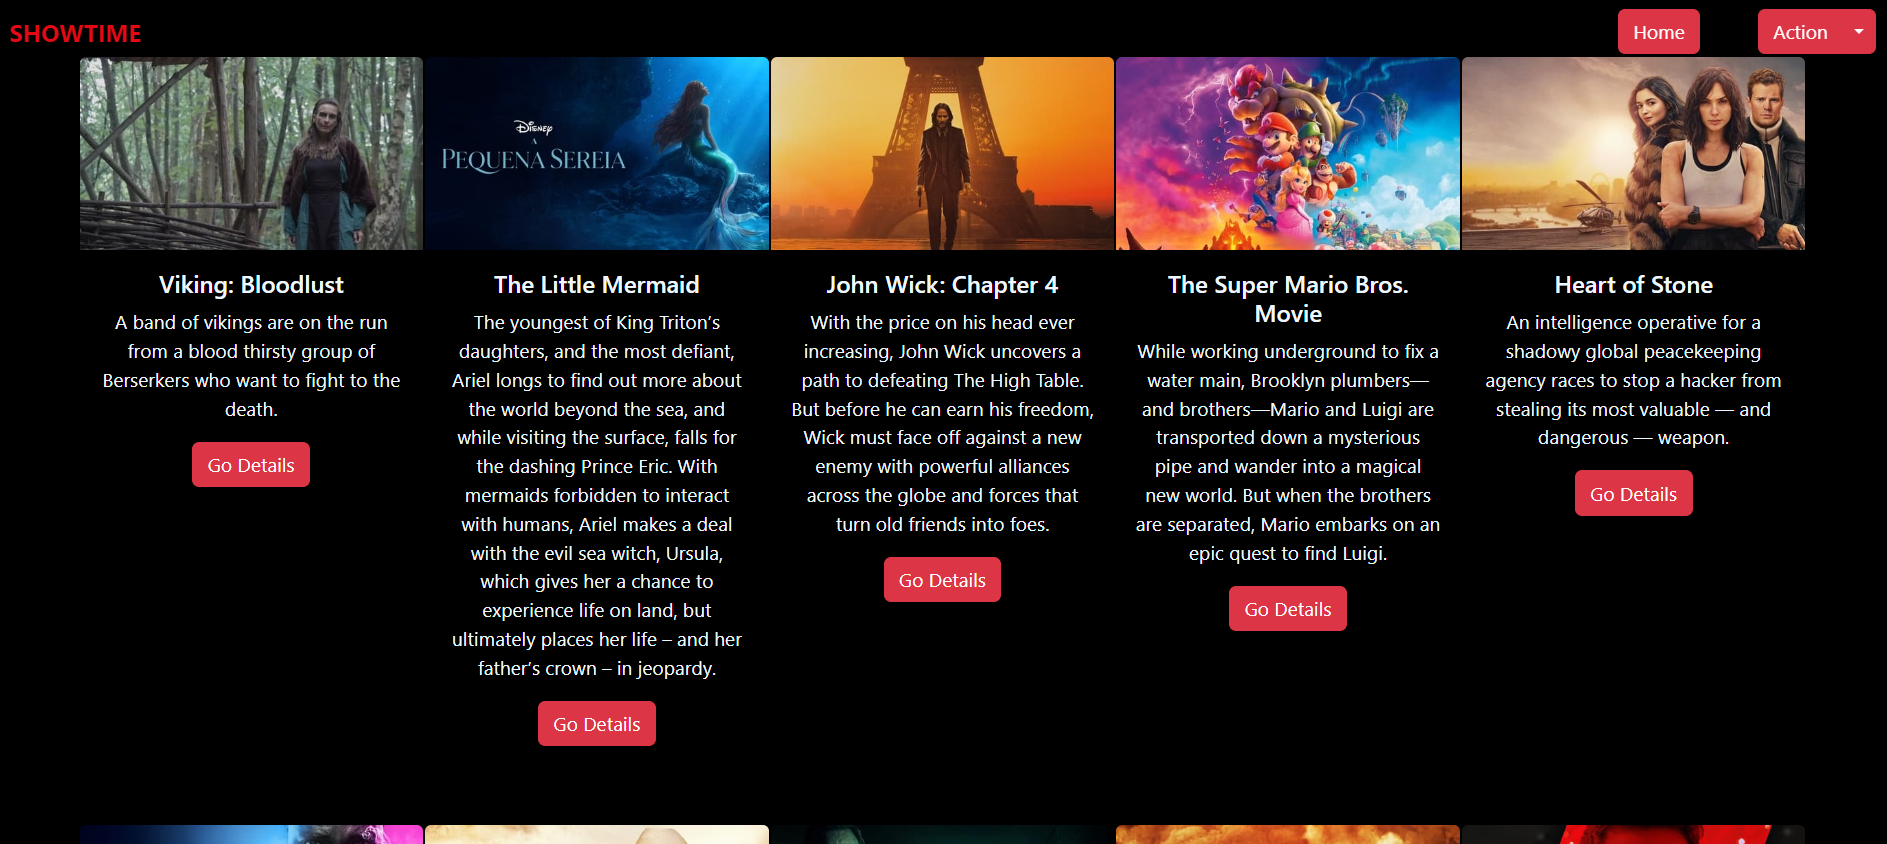 SHOWTIME
Home
Action
Disney
A
PEQUENA SEREIA
Viking: Bloodlust
A band of vikings are on the run
from a blood thirsty group of
Berserkers who want to fight to the
death.
Go Details
The Little Mermaid
The youngest of King Triton’s
daughters, and the most defiant,
Ariel longs to find out more about
the world beyond the sea, and
while visiting the surface, falls for
the dashing Prince Eric. With
mermaids forbidden to interact
with humans, Ariel makes a deal
with the evil sea witch, Ursula,
which gives her a chance to
experience life on land, but
ultimately places her life – and her
father’s crown – in jeopardy.
Go Details
John Wick: Chapter 4
With the price on his head ever
increasing, John Wick uncovers a
path to defeating The High Table.
But before he can earn his freedom,
Wick must face off against a new
enemy with powerful alliances
across the globe and forces that
turn old friends into foes.
Go Details
The Super Mario Bros.
Movie
While working underground to fix a
water main, Brooklyn plumbers—
and brothers—Mario and Luigi are
transported down a mysterious
pipe and wander into a magical
new world. But when the brothers
are separated, Mario embarks on an
epic quest to find Luigi.
Go Details
Heart of Stone
An intelligence operative for a
shadowy global peacekeeping
agency races to stop a hacker from
stealing its most valuable — and
dangerous — weapon.
Go Details